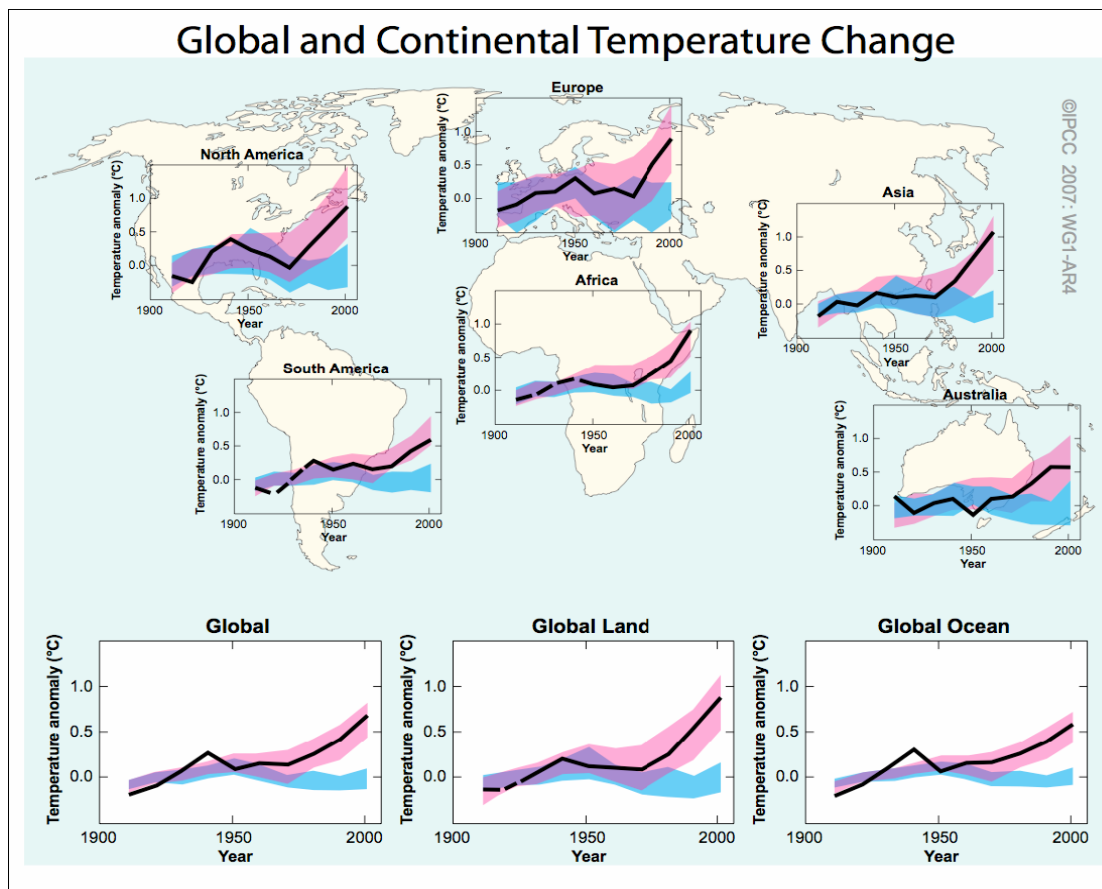 Global and Continental Temperature Change
©IPCC 2007: WG1-AR4
Europe
Temperature anomaly (°C)
1.0
0.5
0.0
1900
1950
2000
Year
North America
Temperature anomaly (°C)
1.0
0.5
0.0
1900
1950
2000
Year
Asia
Temperature anomaly (°C)
1.0
0.5
0.0
1900
1950
2000
Year
Africa
Temperature anomaly (°C)
1.0
0.5
0.0
1900
1950
2000
Year
South America
Temperature anomaly (°C)
1.0
0.5
0.0
1900
1950
2000
Year
Australia
Temperature anomaly (°C)
1.0
0.5
0.0
1900
1950
2000
Year
Global
Temperature anomaly (°C)
1.0
0.5
0.0
1900
1950
2000
Year
Global Land
Temperature anomaly (°C)
1.0
0.5
0.0
1900
1950
2000
Year
Global Ocean
Temperature anomaly (°C)
1.0
0.5
0.0
1900
1950
2000
Year